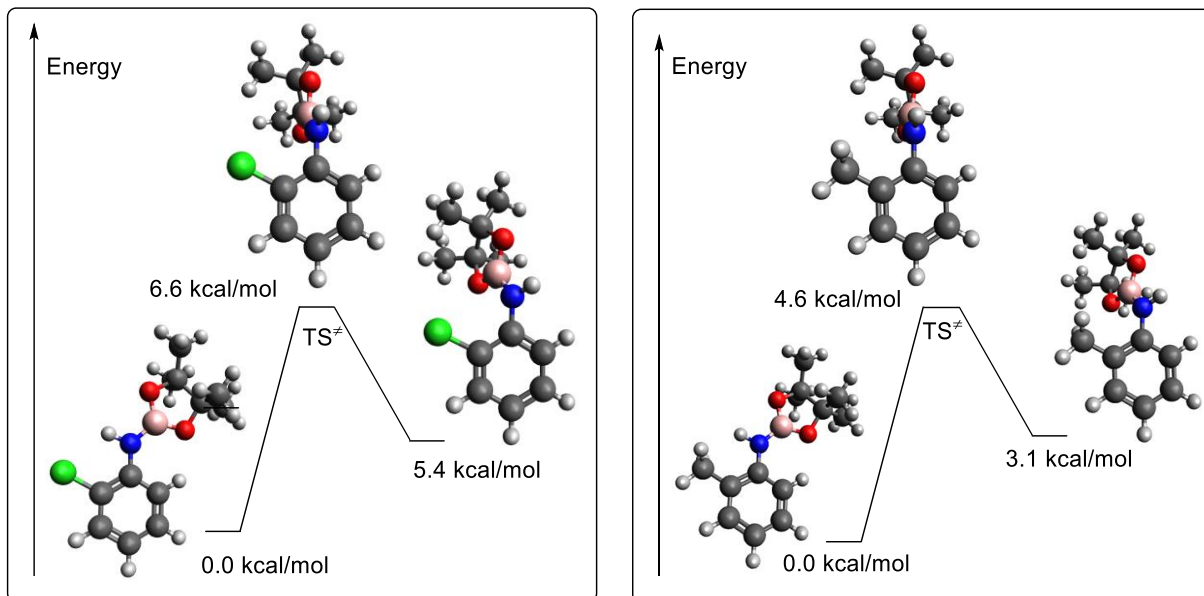 Energy
6.6 kcal/mol
TS≠
5.4 kcal/mol
0.0 kcal/mol
Energy
4.6 kcal/mol
TS≠
3.1 kcal/mol
0.0 kcal/mol